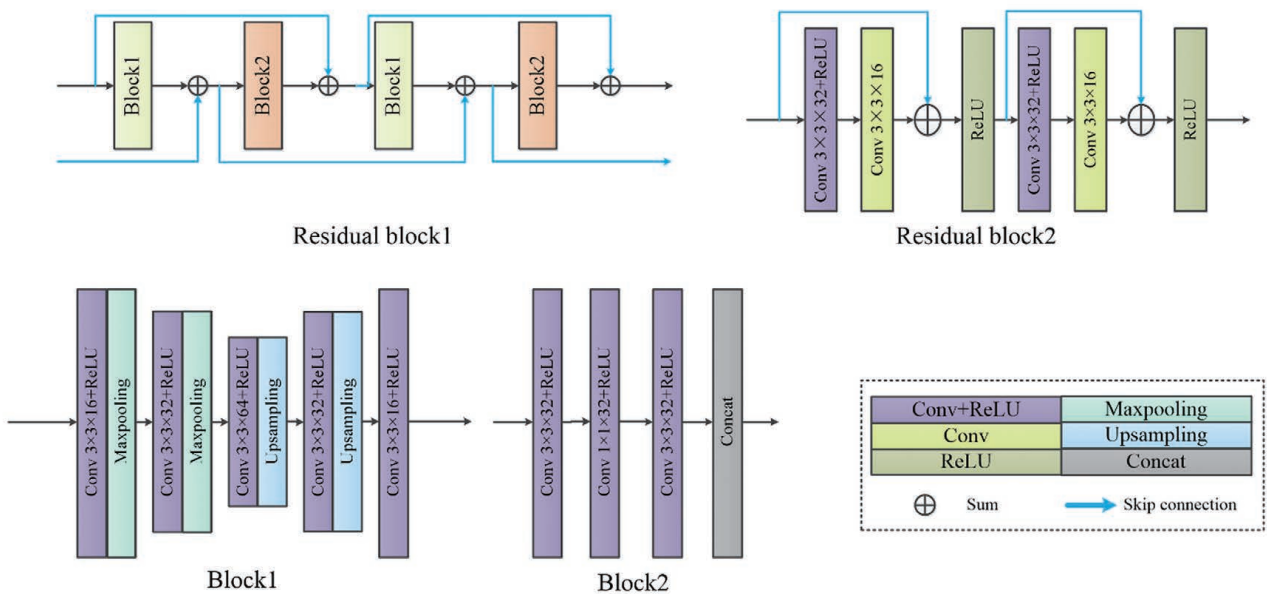 Block1
Block2
Block1
Block2
Residual block1
Conv 3×3×32+ReLU
Conv 3×3×16
ReLU
Conv 3×3×32+ReLU
Conv 3×3×16
ReLU
Residual block2
Conv 3×3×16+ReLU
Maxpooling
Conv 3×3×32+ReLU
Maxpooling
Conv 3×3×64+ReLU
Upsampling
Conv 3×3×32+ReLU
Upsampling
Conv 3×3×16+ReLU
Block1
Conv 3×3×32+ReLU
Conv 1×1×32+ReLU
Conv 3×3×32+ReLU
Concat
Block2
Conv+ReLU
Maxpooling
Conv
Upsampling
ReLU
Concat
Sum
Skip connection